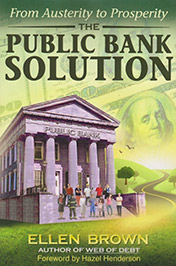 From Austerity to Prosperity
THE
PUBLIC BANK
SOLUTION
PUBLIC BANK
ELLEN BROWN
AUTHOR OF WEB OF DEBT
Foreword by Hazel Henderson